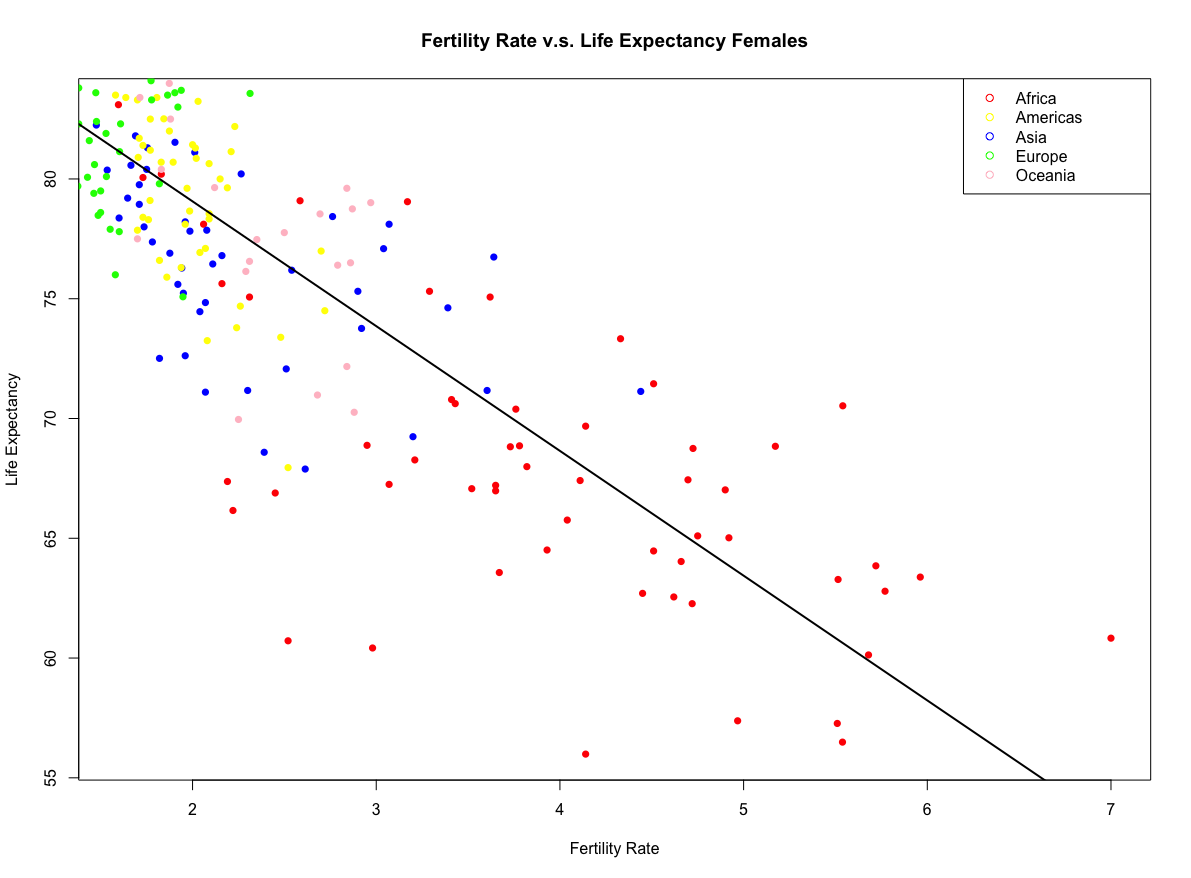 Fertility Rate v.s. Life Expectancy Females
Africa
Americas
Asia
Europe
Oceania
Life Expectancy
80
75
70
65
60
55
2 3 4 5 6 7
Fertility Rate